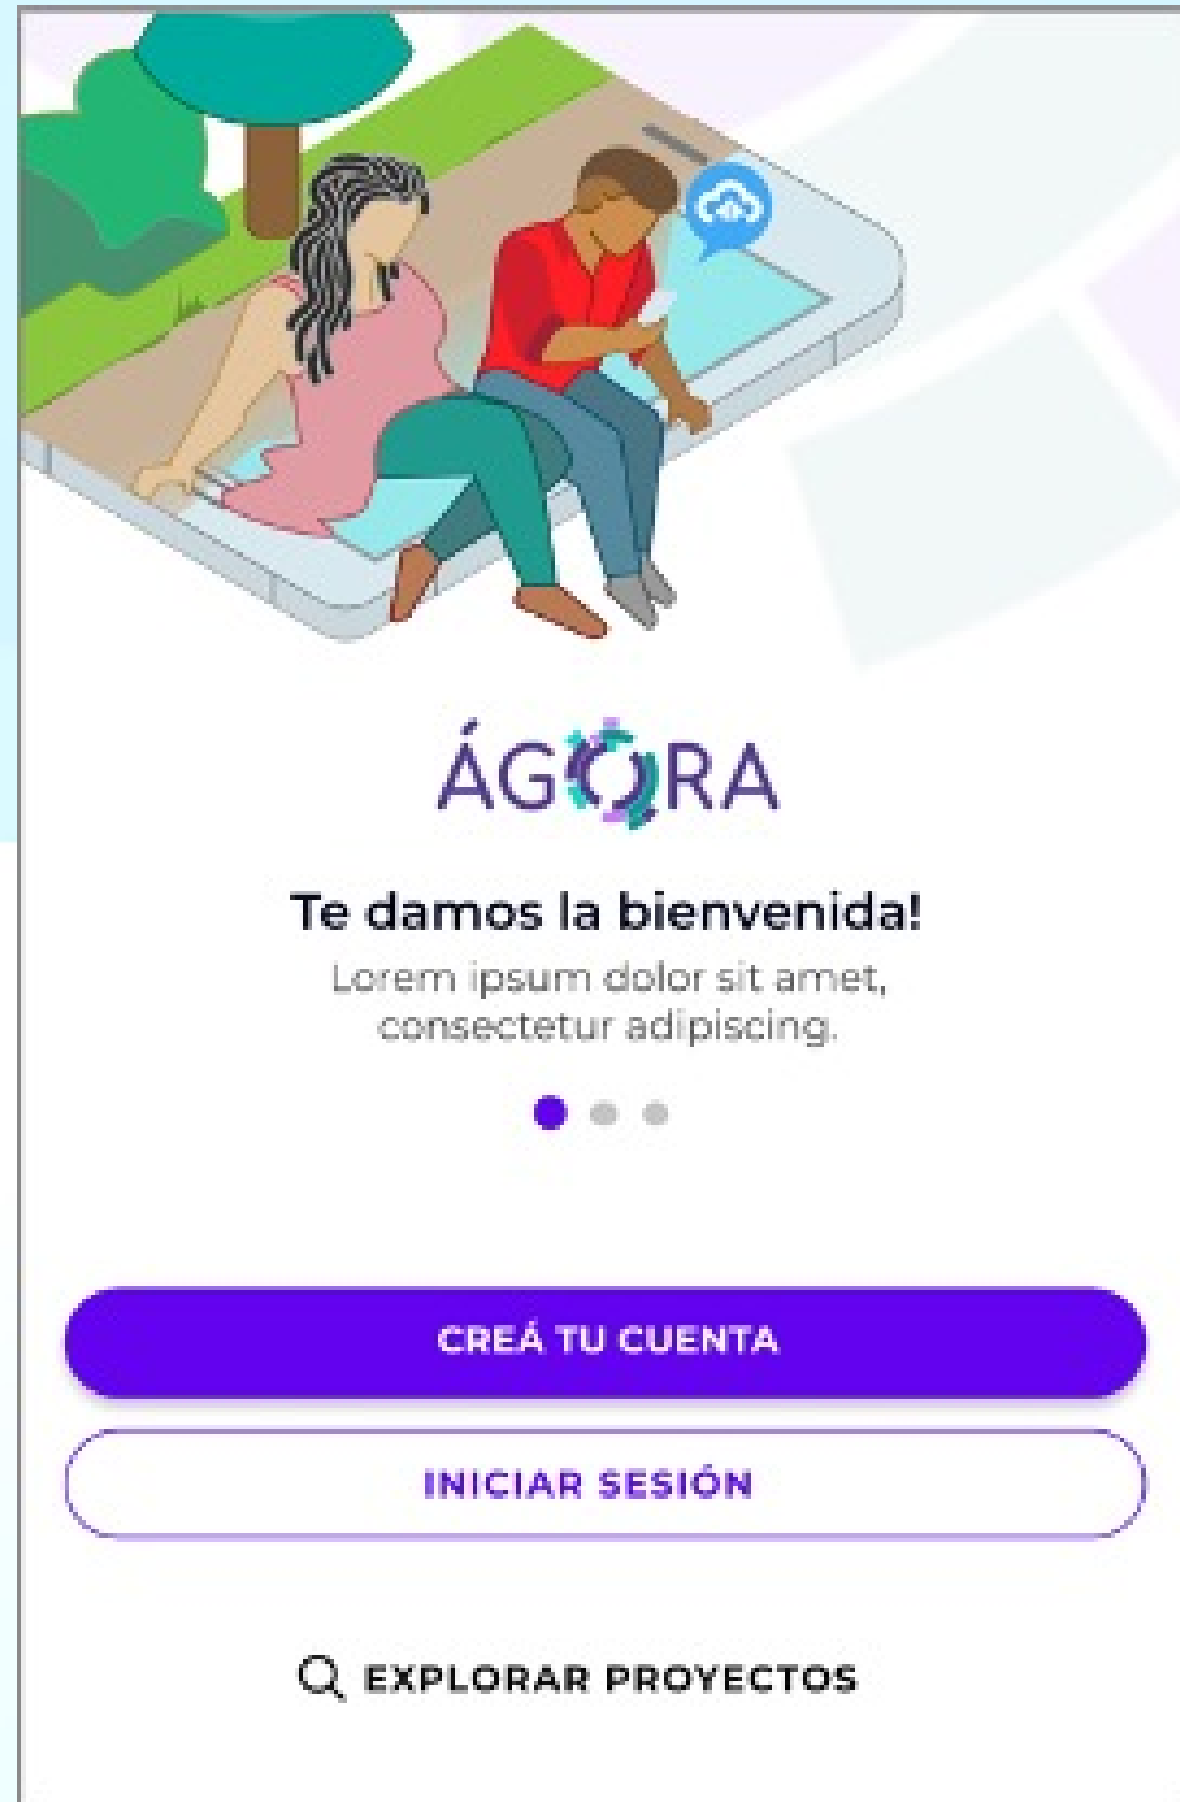 ÁGORA
Te damos la bienvenida!
Lorem ipsum dolor sit amet,
consectetur adipiscing.
CREÁ TU CUENTA
INICIAR SESIÓN
EXPLORAR PROYECTOS